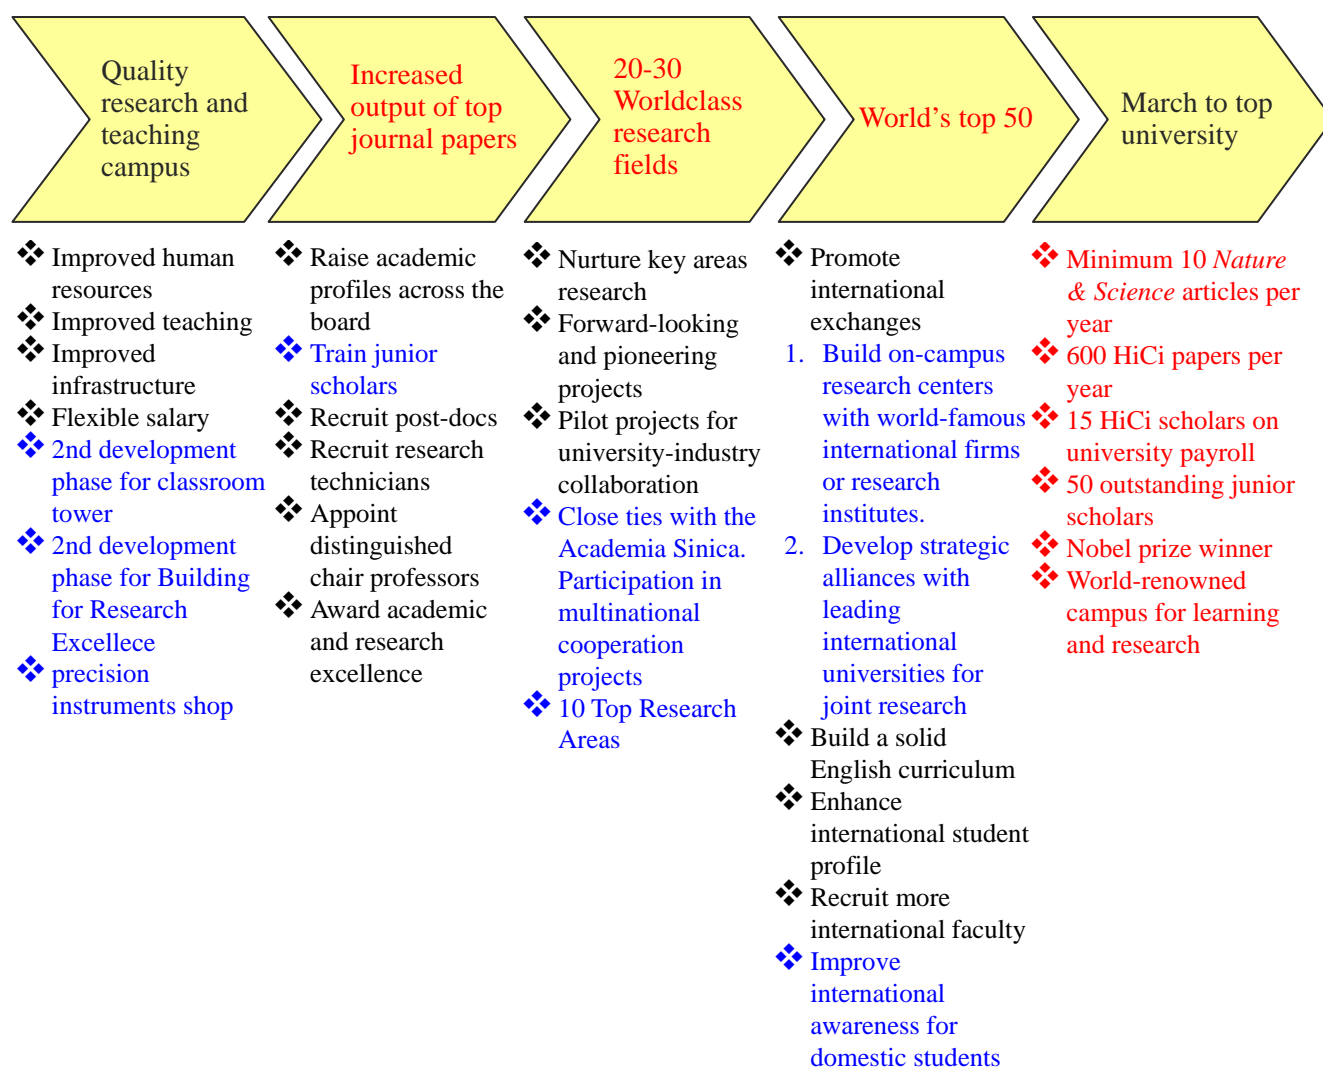 Quality
research and
teaching
campus
Increased
output of top
journal papers
20-30
Worldclass
research
fields
World's top 50
March to top
university
❖ Improved human
resources
❖ Improved teaching
❖ Improved
infrastructure
❖ Flexible salary
❖ 2nd development
phase for classroom
tower
❖ 2nd development
phase for Building
for Research
Excellece
❖ precision
instruments shop
❖ Raise academic
profiles across the
board
❖ Train junior
scholars
❖ Recruit post-docs
❖ Recruit research
technicians
❖ Appoint
distinguished
chair professors
❖ Award academic
and research
excellence
❖ Nurture key areas
research
❖ Forward-looking
and pioneering
projects
❖ Pilot projects for
university-industry
collaboration
❖ Close ties with the
Academia Sinica.
Participation in
multinational
cooperation
projects
❖ 10 Top Research
Areas
❖ Promote
international
exchanges
1. Build on-campus
research centers
with world-famous
international firms
or research
institutes.
2. Develop strategic
alliances with
leading
international
universities for
joint research
❖ Build a solid
English curriculum
❖ Enhance
international student
profile
❖ Recruit more
international faculty
❖ Improve
international
awareness for
domestic students
❖ Minimum 10 Nature
& Science articles per
year
❖ 600 HiCi papers per
year
❖ 15 HiCi scholars on
university payroll
❖ 50 outstanding junior
scholars
❖ Nobel prize winner
❖ World-renowned
campus for learning
and research